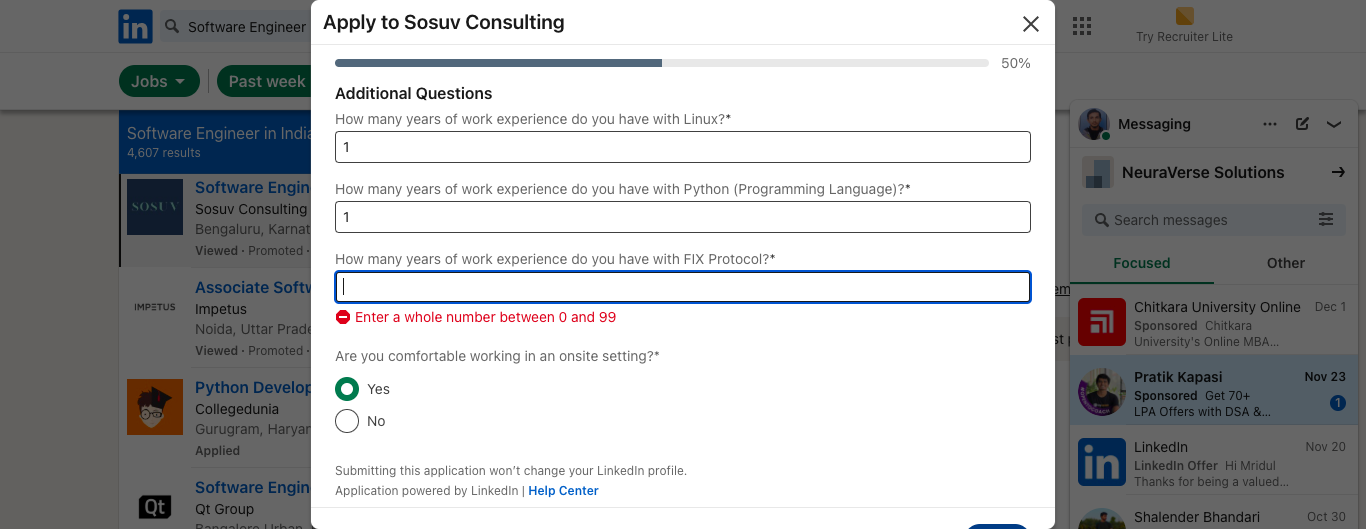 Apply to Sosuv Consulting
in
Software Engineer
Try Recruiter Lite
50%
Jobs
Past week
Additional Questions
How many years of work experience do you have with Linux?*
1
How many years of work experience do you have with Python (Programming Language)?*
1
How many years of work experience do you have with FIX Protocol?*
Enter a whole number between 0 and 99
Are you comfortable working in an onsite setting?*
Yes
No
Submitting this application won't change your LinkedIn profile.
Application powered by LinkedIn | Help Center
Software Engineer in India
4,607 results
SOSUV
Software Engin
Sosuv Consulting
Bengaluru, Karnat
Viewed · Promoted ·
IMPETUS
Associate Softw
Impetus
Noida, Uttar Prade
Viewed · Promoted ·
Python Develop
Collegedunia
Gurugram, Haryan
Applied
Qt
Software Engin
Qt Group
Bangalore Urban,
Messaging
NeuraVerse Solutions
Search messages
Focused
Other
Chitkara University Online Dec 1
Sponsored Chitkara
University's Online MBA...
Pratik Kapasi Nov 23
Sponsored Get 70+
LPA Offers with DSA &... 1
in
LinkedIn Nov 20
LinkedIn Offer Hi Mridul
Thanks for being a valued...
Shalender Bhandari Oct 30